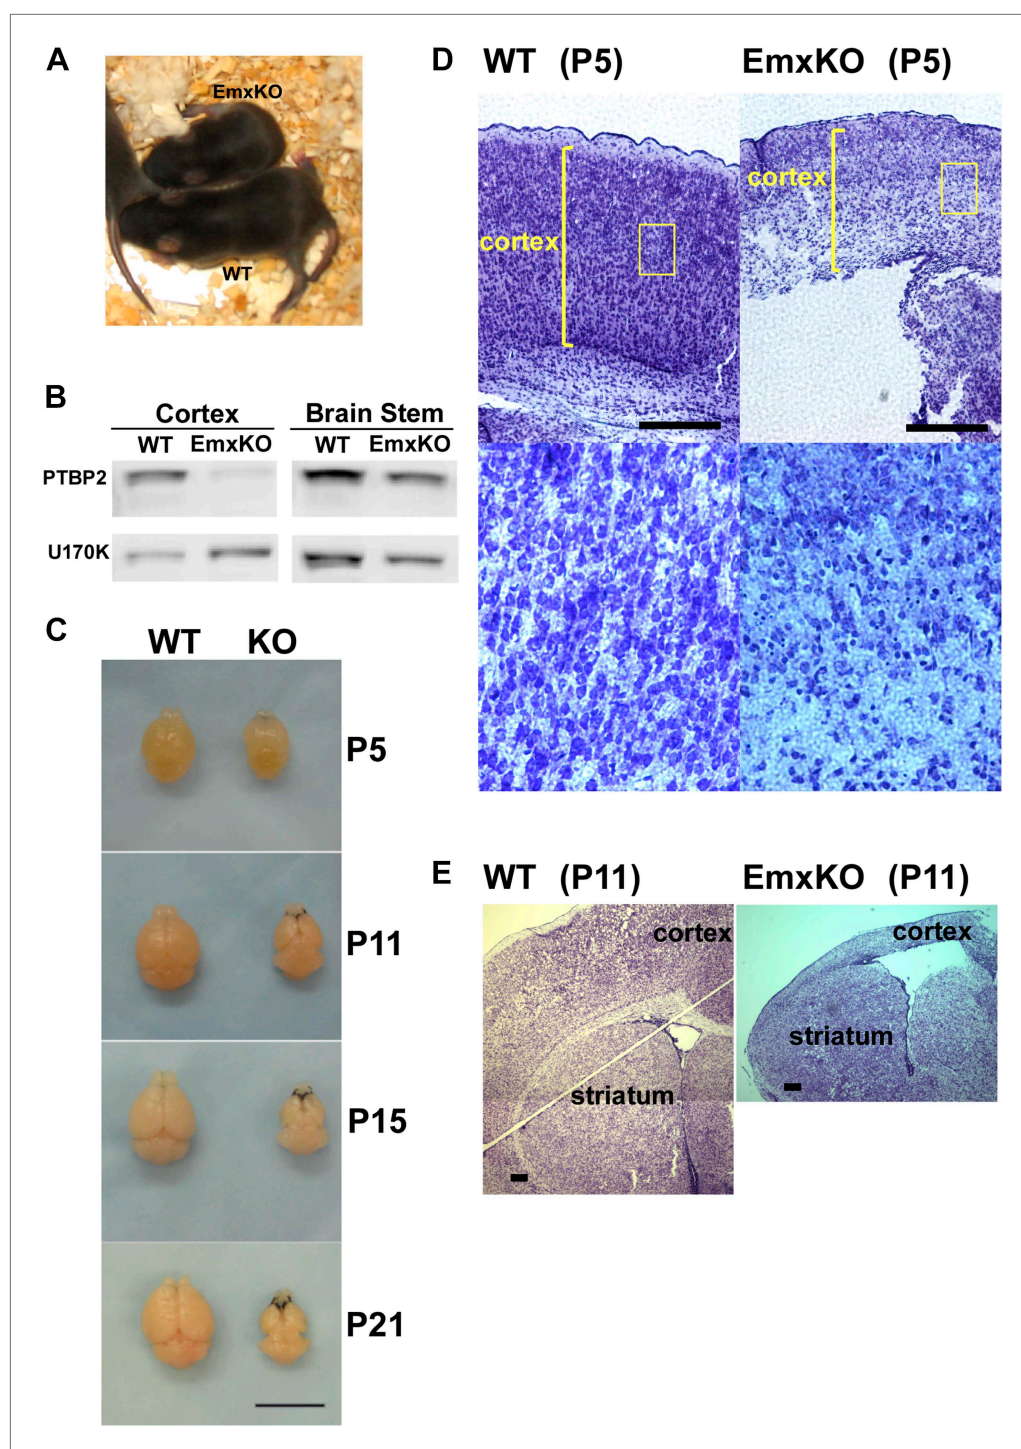 A
EmxKO
WT
B
Cortex Brain Stem
WT EmxKO WT EmxKO
PTBP2
U170K
C
WT KO
P5
P11
P15
P21
D WT (P5) EmxKO (P5)
cortex
cortex
E WT (P11) EmxKO (P11)
cortex
striatum
cortex
striatum